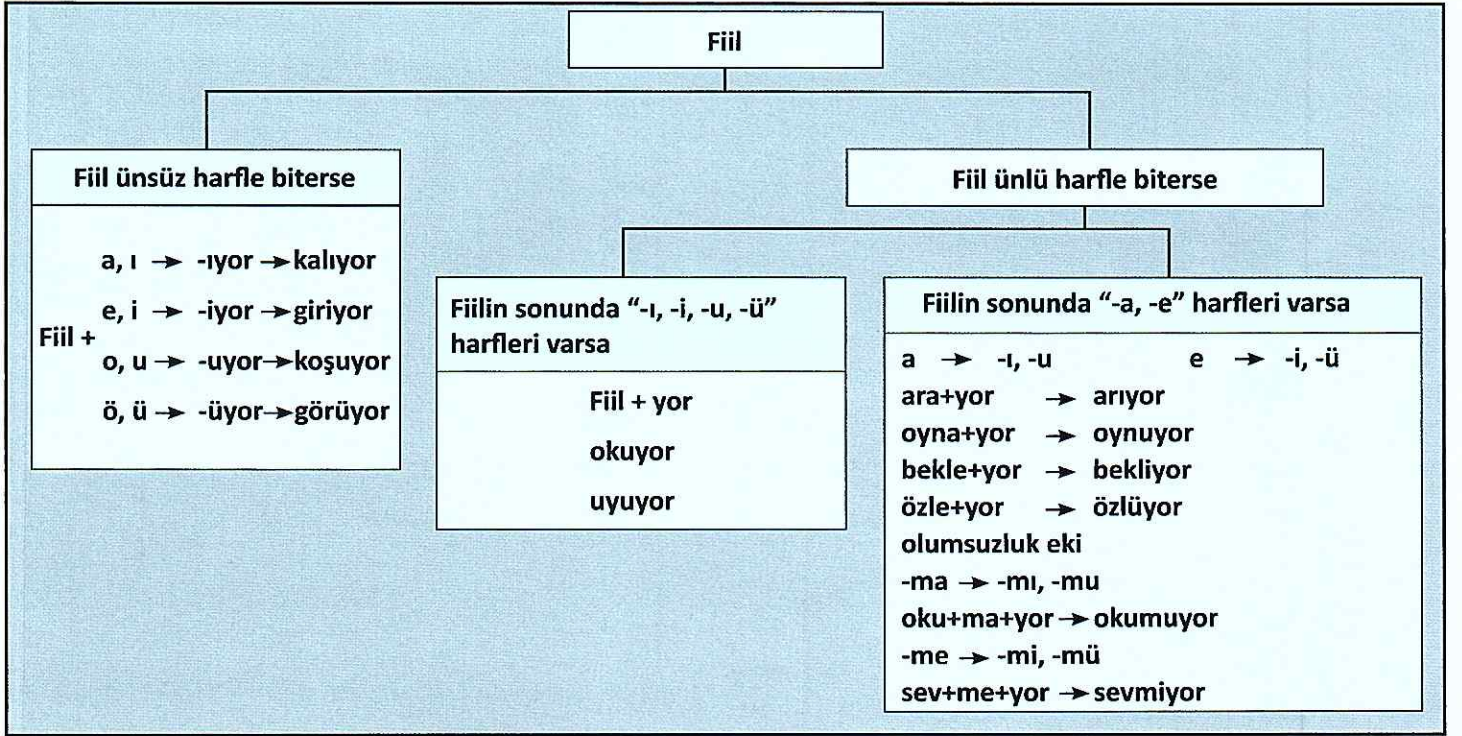 Fiil
Fiil ünsüz harfle biterse
a, ı → -ıyor → kalıyor
e, i → -iyor → giriyor
Fiil +
o, u → -uyor → koşuyor
ö, ü → -üyor → görüyor
Fiil ünlü harfle biterse
Fiilin sonunda “-ı, -i, -u, -ü”
harfleri varsa
Fiil + yor
okuyor
uyuyor
Fiilin sonunda “-a, -e” harfleri varsa
a → -ı, -u e → -i, -ü
ara+yor → arıyor
oyna+yor → oynuyor
bekle+yor → bekliyor
özle+yor → özlüyor
olumsuzluk eki
-ma → -mı, -mu
oku+ma+yor → okumuyor
-me → -mi, -mü
sev+me+yor → sevmiyor